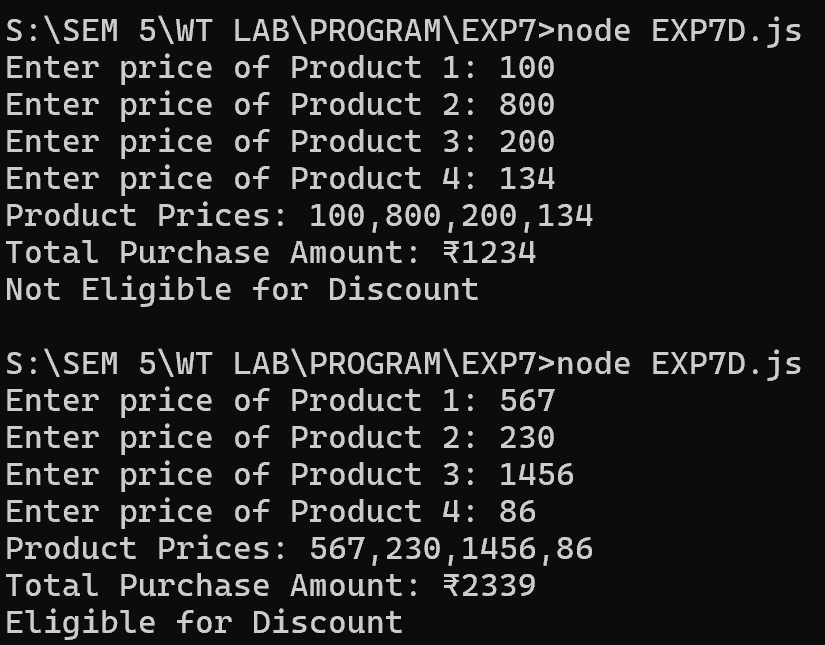 S:\SEM 5\WT LAB\PROGRAM\EXP7>node EXP7D.js
Enter price of Product 1: 100
Enter price of Product 2: 800
Enter price of Product 3: 200
Enter price of Product 4: 134
Product Prices: 100,800,200,134
Total Purchase Amount: ₹1234
Not Eligible for Discount

S:\SEM 5\WT LAB\PROGRAM\EXP7>node EXP7D.js
Enter price of Product 1: 567
Enter price of Product 2: 230
Enter price of Product 3: 1456
Enter price of Product 4: 86
Product Prices: 567,230,1456,86
Total Purchase Amount: ₹2339
Eligible for Discount